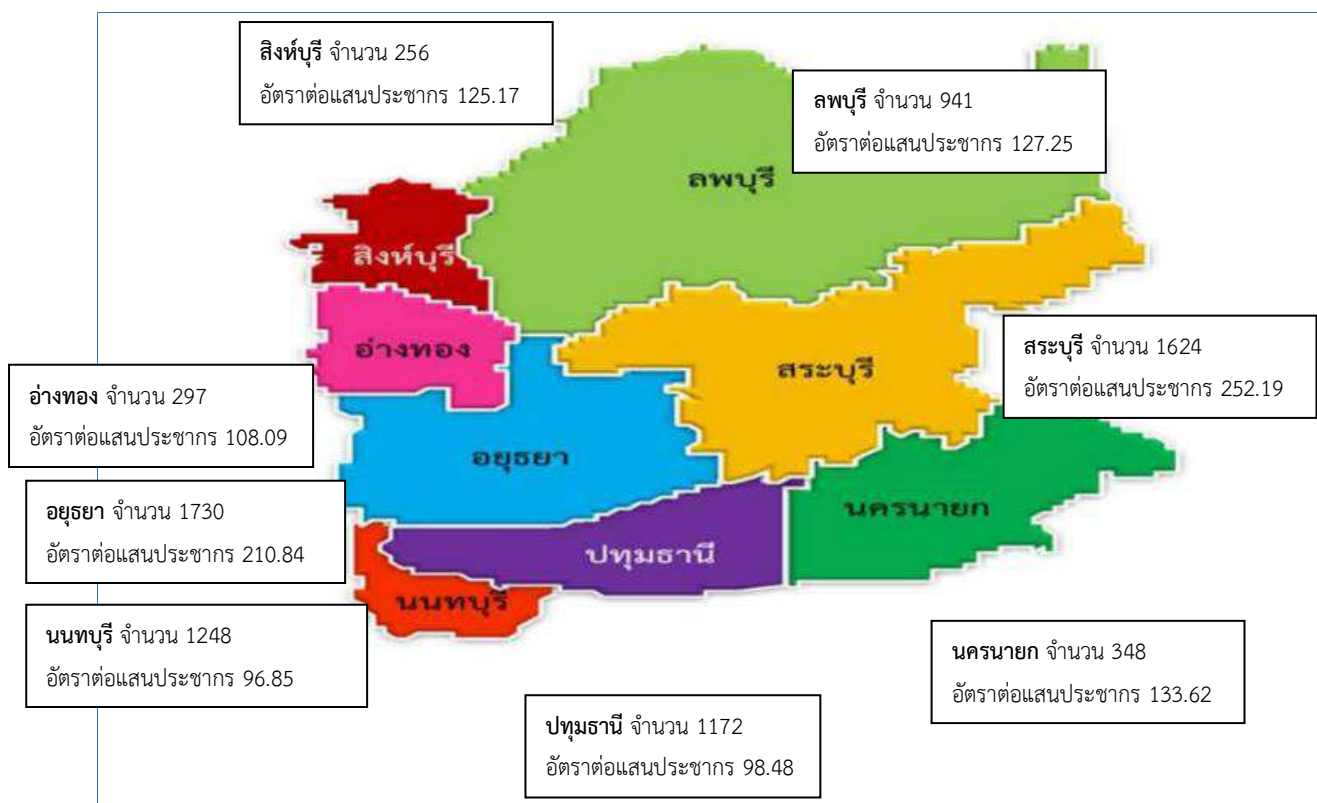 สิงห์บุรี จำนวน 256
อัตราต่อแสนประชากร 125.17
ลพบุรี จำนวน 941
อัตราต่อแสนประชากร 127.25
ลพบุรี
สิงห์บุรี
อ่างทอง
สระบุรี
สระบุรี จำนวน 1624
อัตราต่อแสนประชากร 252.19
อ่างทอง จำนวน 297
อัตราต่อแสนประชากร 108.09
อยุธยา
นครนายก
อยุธยา จำนวน 1730
อัตราต่อแสนประชากร 210.84
ปทุมธานี
นนทบุรี
นนทบุรี จำนวน 1248
อัตราต่อแสนประชากร 96.85
นครนายก จำนวน 348
อัตราต่อแสนประชากร 133.62
ปทุมธานี จำนวน 1172
อัตราต่อแสนประชากร 98.48